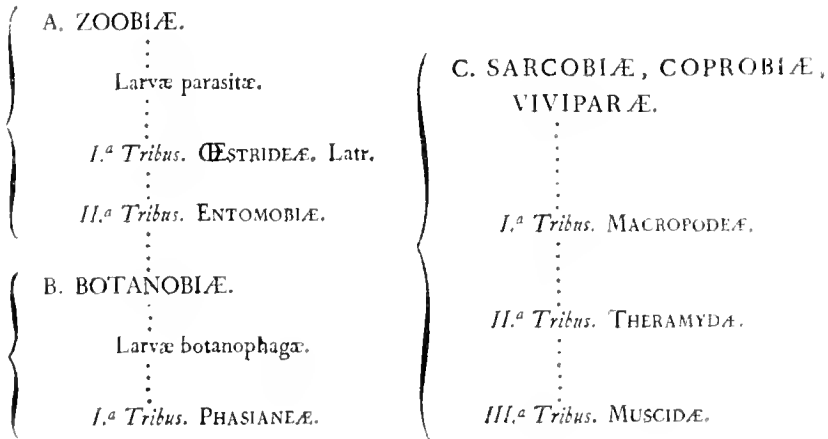 A. ZOOBIÆ.
Larvæ parasitæ.
I.ª Tribus. ŒSTRIDEÆ. Latr.
II.ª Tribus. ENTOMOBIÆ.
B. BOTANOBIÆ.
Larvæ botanophagæ.
I.ª Tribus. PHASIANEÆ.
C. SARCOBIÆ, COPROBIÆ,
VIVIPARÆ.
I.ª Tribus. MACROPODEÆ.
II.ª Tribus. THERAMYDÆ.
III.ª Tribus. MUSCIDÆ.